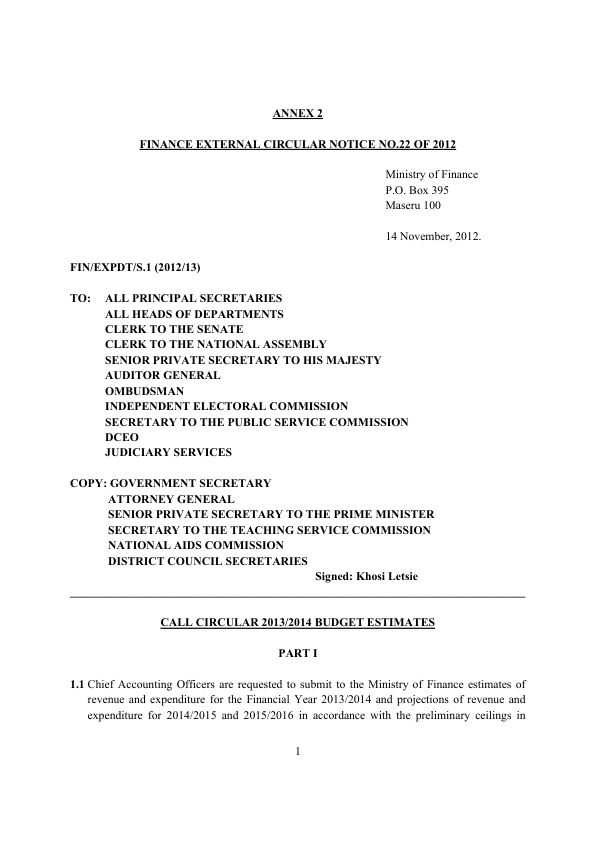 ANNEX 2
FINANCE EXTERNAL CIRCULAR NOTICE NO.22 OF 2012
Ministry of Finance
P.O. Box 395
Maseru 100
14 November, 2012.
FIN/EXPDT/S.1 (2012/13)
TO: ALL PRINCIPAL SECRETARIES
ALL HEADS OF DEPARTMENTS
CLERK TO THE SENATE
CLERK TO THE NATIONAL ASSEMBLY
SENIOR PRIVATE SECRETARY TO HIS MAJESTY
AUDITOR GENERAL
OMBUDSMAN
INDEPENDENT ELECTORAL COMMISSION
SECRETARY TO THE PUBLIC SERVICE COMMISSION
DCEO
JUDICIARY SERVICES
COPY: GOVERNMENT SECRETARY
ATTORNEY GENERAL
SENIOR PRIVATE SECRETARY TO THE PRIME MINISTER
SECRETARY TO THE TEACHING SERVICE COMMISSION
NATIONAL AIDS COMMISSION
DISTRICT COUNCIL SECRETARIES
Signed: Khosi Letsie
CALL CIRCULAR 2013/2014 BUDGET ESTIMATES
PART I
1.1 Chief Accounting Officers are requested to submit to the Ministry of Finance estimates of
revenue and expenditure for the Financial Year 2013/2014 and projections of revenue and
expenditure for 2014/2015 and 2015/2016 in accordance with the preliminary ceilings in
1